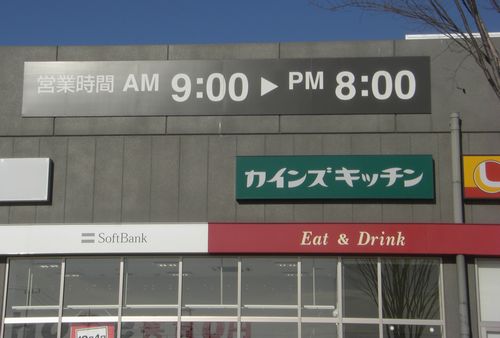 営業時間 AM 9:00 ▶ PM 8:00
カインズキッチン
SoftBank
Eat & Drink